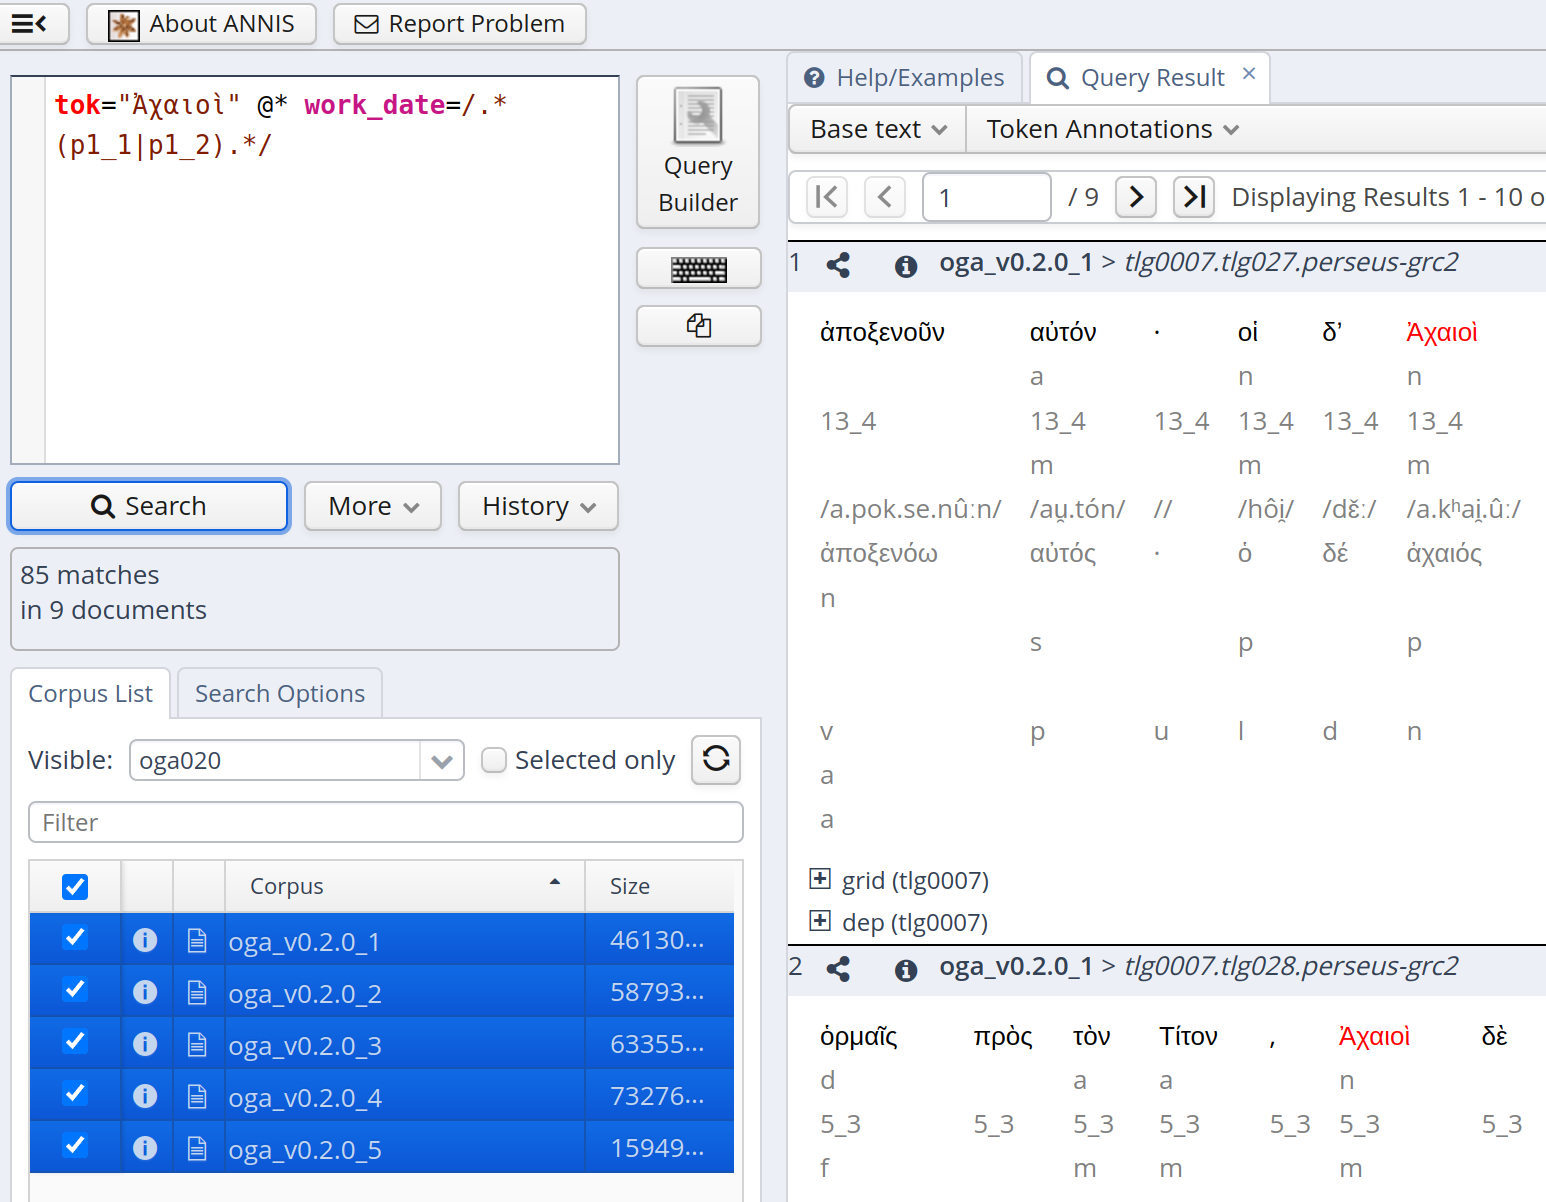 About ANNIS
Report Problem
tok="Ἀχαιοὶ" @* work_date=/.*
(p1_1|p1_2).*/
Query
Builder
Search
More
History
85 matches
in 9 documents
Corpus List
Search Options
Visible:
oga020
Selected only
Filter
Corpus
Size
oga_v0.2.0_1 46130...
oga_v0.2.0_2 58793...
oga_v0.2.0_3 63355...
oga_v0.2.0_4 73276...
oga_v0.2.0_5 15949...
Help/Examples
Query Result
Base text
Token Annotations
1 / 9 Displaying Results 1 - 10 o
1 oga_v0.2.0_1 > tlg0007.tlg027.perseus-grc2
ἀποξενοῦν αὐτόν · οἱ δ’ Ἀχαιοὶ
a n n
13_4 13_4 13_4 13_4 13_4 13_4
m m m
/a.pok.se.nûːn/ /au̯.tón/ // /hôi̯/ /dě̌ː/ /a.kʰai̯.ûː/
ἀποξενόω αὐτός · ὁ δέ ἀχαιός
n
s p p
v p u l d n
a
a
grid (tlg0007)
dep (tlg0007)
2 oga_v0.2.0_1 > tlg0007.tlg028.perseus-grc2
ὁρμαῖς πρὸς τὸν Τίτον , Ἀχαιοὶ δὲ
d a a n
5_3 5_3 5_3 5_3 5_3 5_3 5_3
f m m m